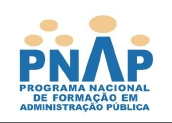 PNAP
PROGRAMA NACIONAL
DE FORMAÇÃO EM
ADMINISTRAÇÃO PÚBLICA